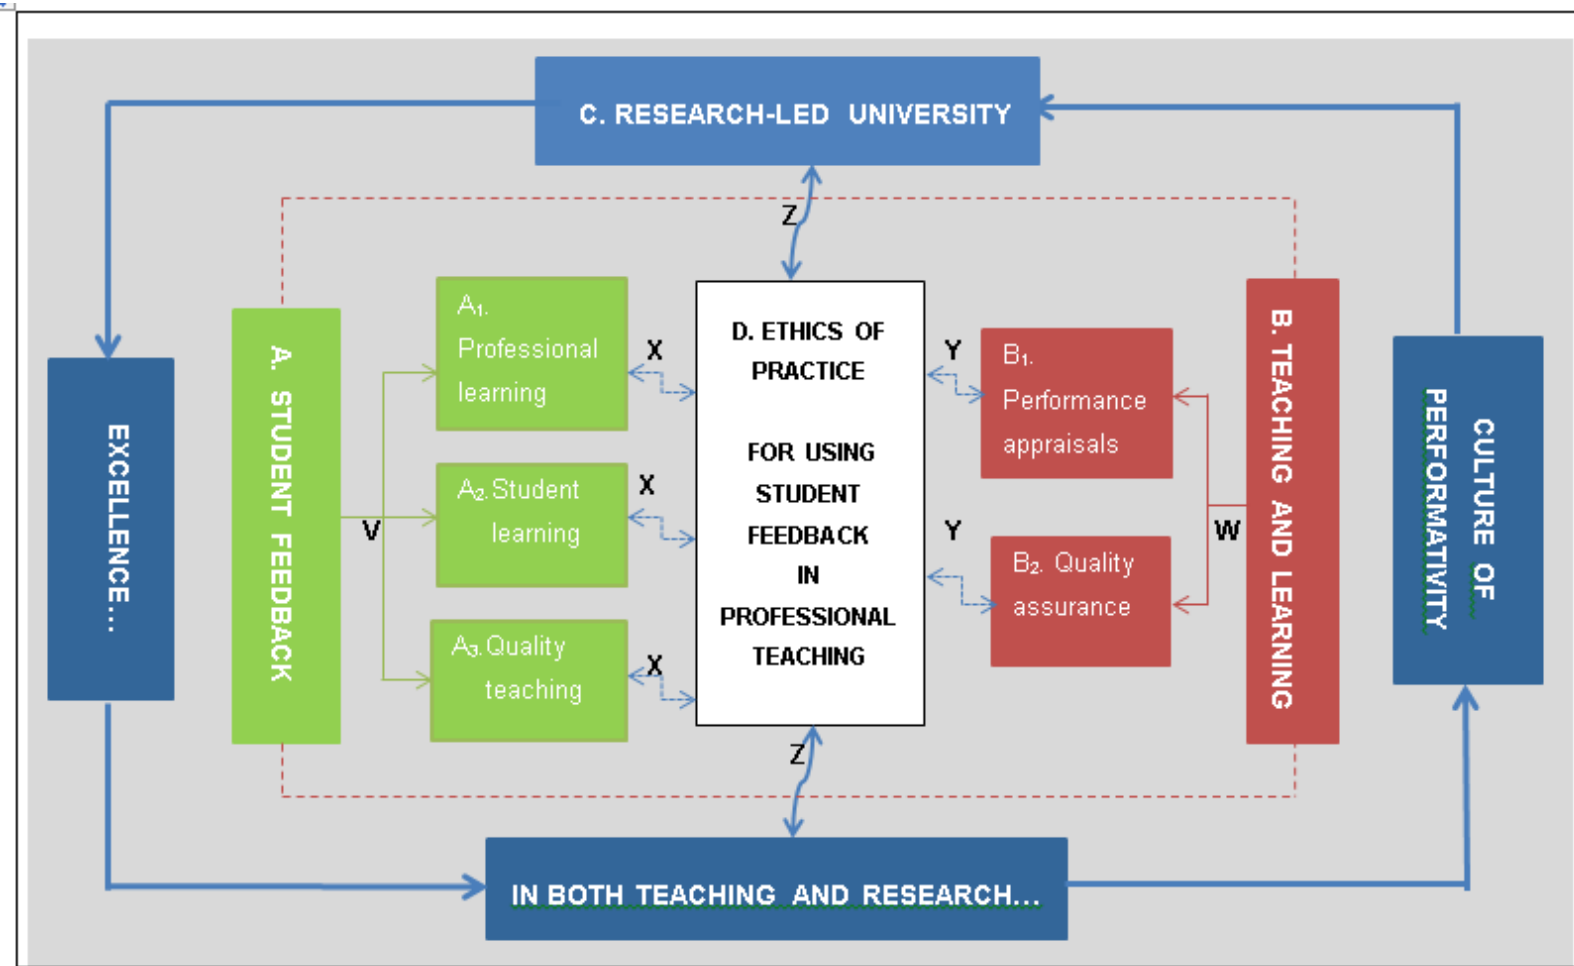 C. RESEARCH-LED UNIVERSITY
Z
A. STUDENT FEEDBACK
V
A₁.
Professional
learning
X
A₂. Student
learning
X
A₃. Quality
teaching
X
D. ETHICS OF
PRACTICE
FOR USING
STUDENT
FEEDBACK
IN
PROFESSIONAL
TEACHING
Y
B₁.
Performance
appraisals
Y
B₂. Quality
assurance
W
B. TEACHING AND LEARNING
EXCELLENCE...
CULTURE OF
PERFORMATIVITY
Z
IN BOTH TEACHING AND RESEARCH...